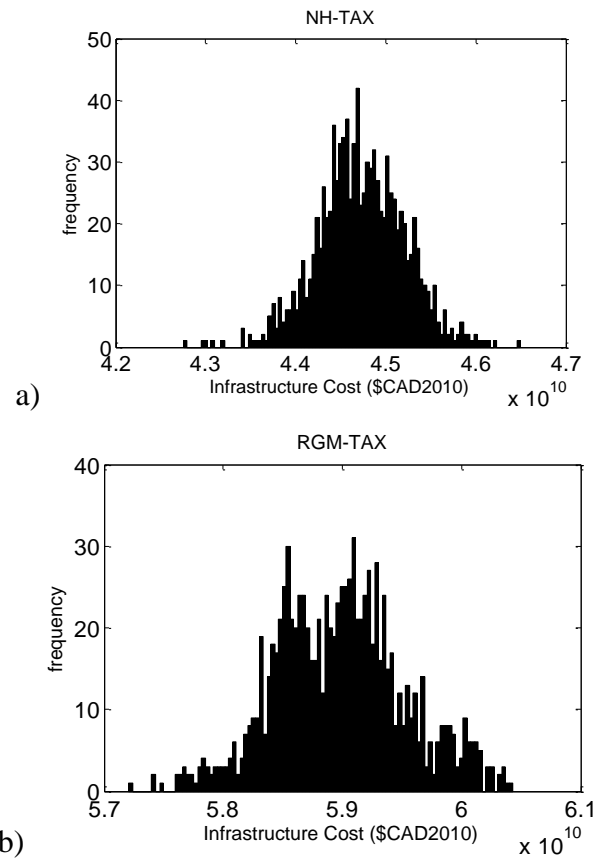 NH-TAX
50
40
30
20
10
0
frequency
4.2 4.3 4.4 4.5 4.6 4.7
Infrastructure Cost ($CAD2010)
x 10^10
a)
RGM-TAX
40
30
20
10
0
frequency
5.7 5.8 5.9 6 6.1
Infrastructure Cost ($CAD2010)
x 10^10
b)